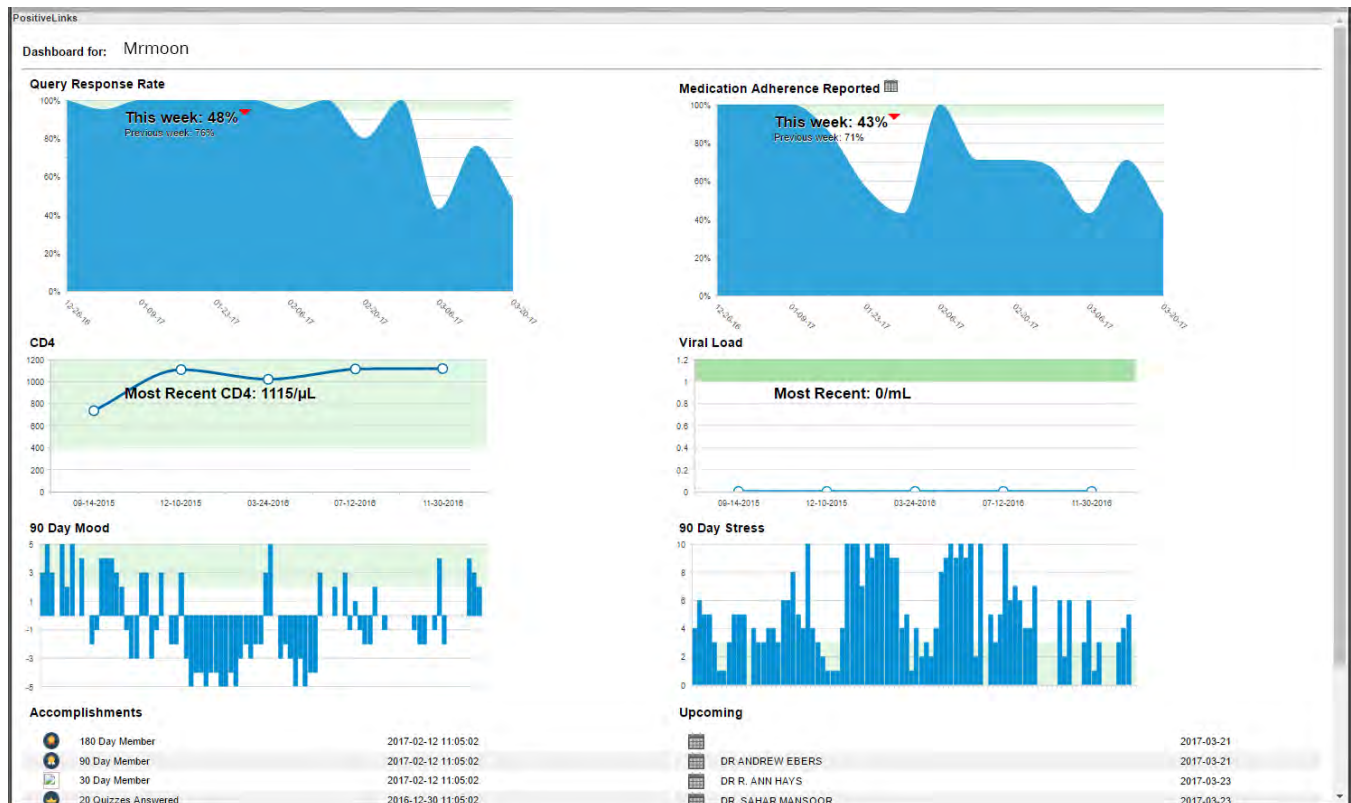 PositiveLinks
Dashboard for: Mrmoon
Query Response Rate
100%
80%
60%
40%
20%
0%
This week: 48%
Previous week: 76%
12-26-16
01-09-17
01-23-17
02-06-17
02-20-17
03-06-17
03-20-17
Medication Adherence Reported
100%
80%
60%
40%
20%
0%
This week: 43%
Previous week: 71%
12-26-16
01-09-17
01-23-17
02-06-17
02-20-17
03-06-17
03-20-17
CD4
1200
1000
800
600
400
200
0
Most Recent CD4: 1115/µL
09-14-2015
12-10-2015
03-24-2016
07-12-2016
11-30-2016
Viral Load
1.2
1
0.8
0.6
0.4
0.2
0
Most Recent: 0/mL
09-14-2015
12-10-2015
03-24-2016
07-12-2016
11-30-2016
90 Day Mood
5
3
1
-1
-3
-5
90 Day Stress
10
8
6
4
2
0
Accomplishments
180 Day Member 2017-02-12 11:05:02
90 Day Member 2017-02-12 11:05:02
30 Day Member 2017-02-12 11:05:02
20 Quizzes Answered 2016-12-30 11:05:02
Upcoming
2017-03-21
DR ANDREW EBERS 2017-03-21
DR R. ANN HAYS 2017-03-23
DR. SAHAR MANSOOR 2017-03-23